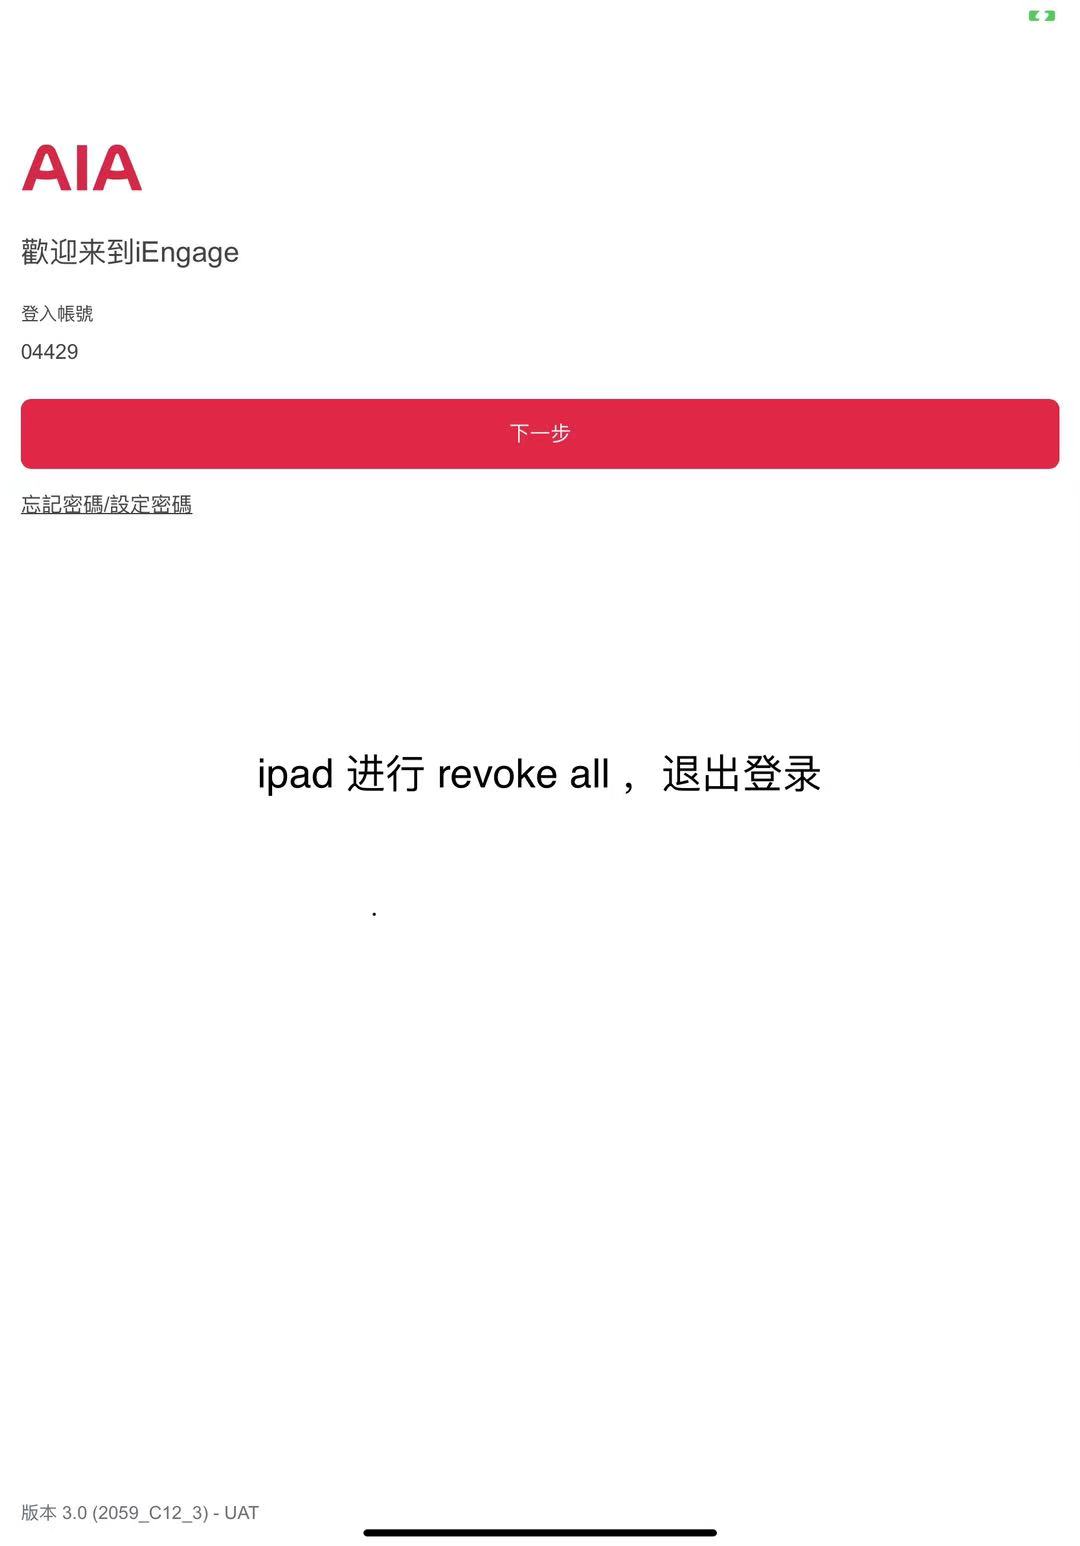 AIA
歡迎来到iEngage
登入帳號
04429
下一步
忘記密碼/設定密碼
ipad 进行 revoke all ，退出登录
版本 3.0 (2059_C12_3) - UAT